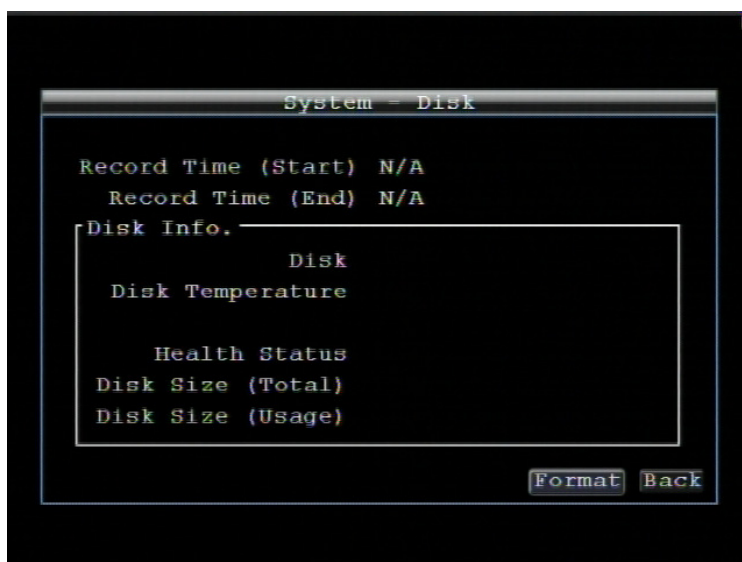 System - Disk
Record Time (Start) N/A
Record Time (End) N/A
Disk Info.
Disk
Disk Temperature
Health Status
Disk Size (Total)
Disk Size (Usage)
Format Back